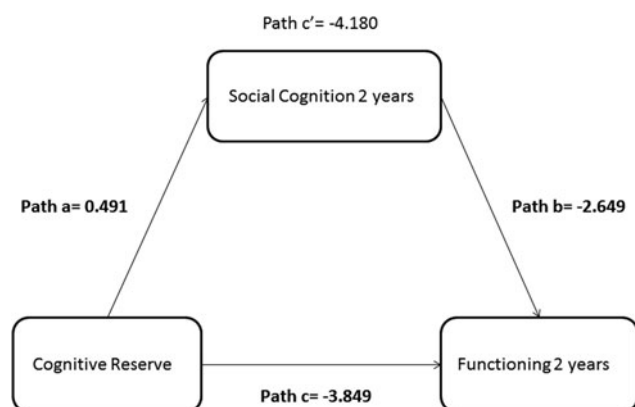 Path c’= -4.180
Social Cognition 2 years
Path a= 0.491
Path b= -2.649
Cognitive Reserve
Functioning 2 years
Path c= -3.849